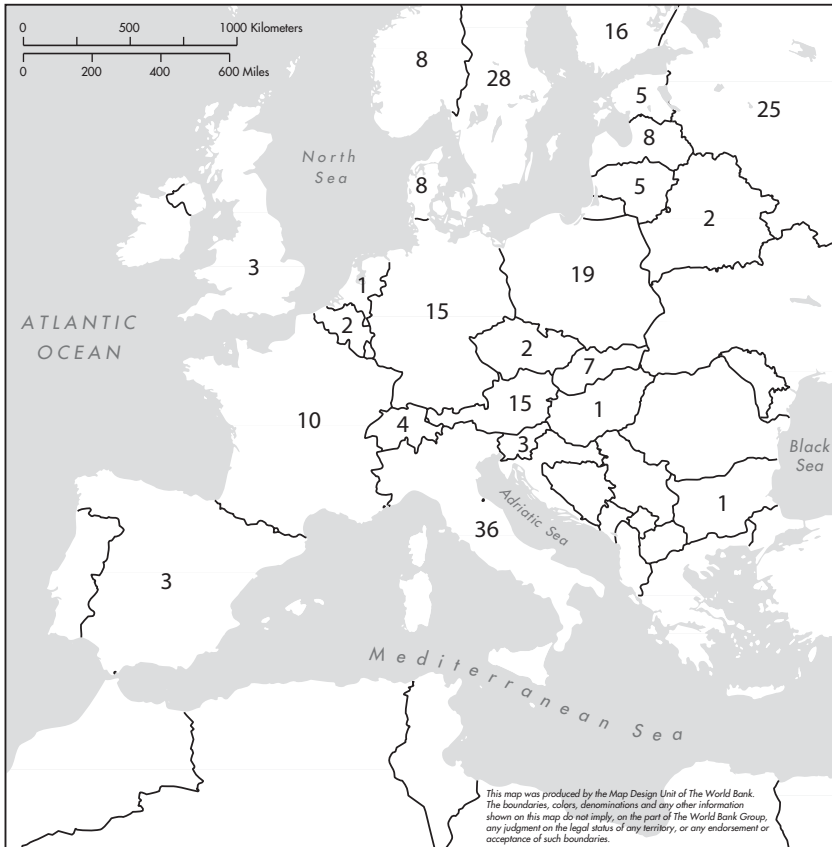 0 500 1000 Kilometers
0 200 400 600 Miles
8
28
16
5
25
8
5
2
8
North
Sea
3
1
2
15
19
ATLANTIC
OCEAN
2
7
15
1
10
4
3
Black
Sea
1
Adriatic Sea
36
3
Mediterranean Sea
This map was produced by the Map Design Unit of The World Bank.
The boundaries, colors, denominations and any other information
shown on this map do not imply, on the part of The World Bank Group,
any judgment on the legal status of any territory, or any endorsement or
acceptance of such boundaries.